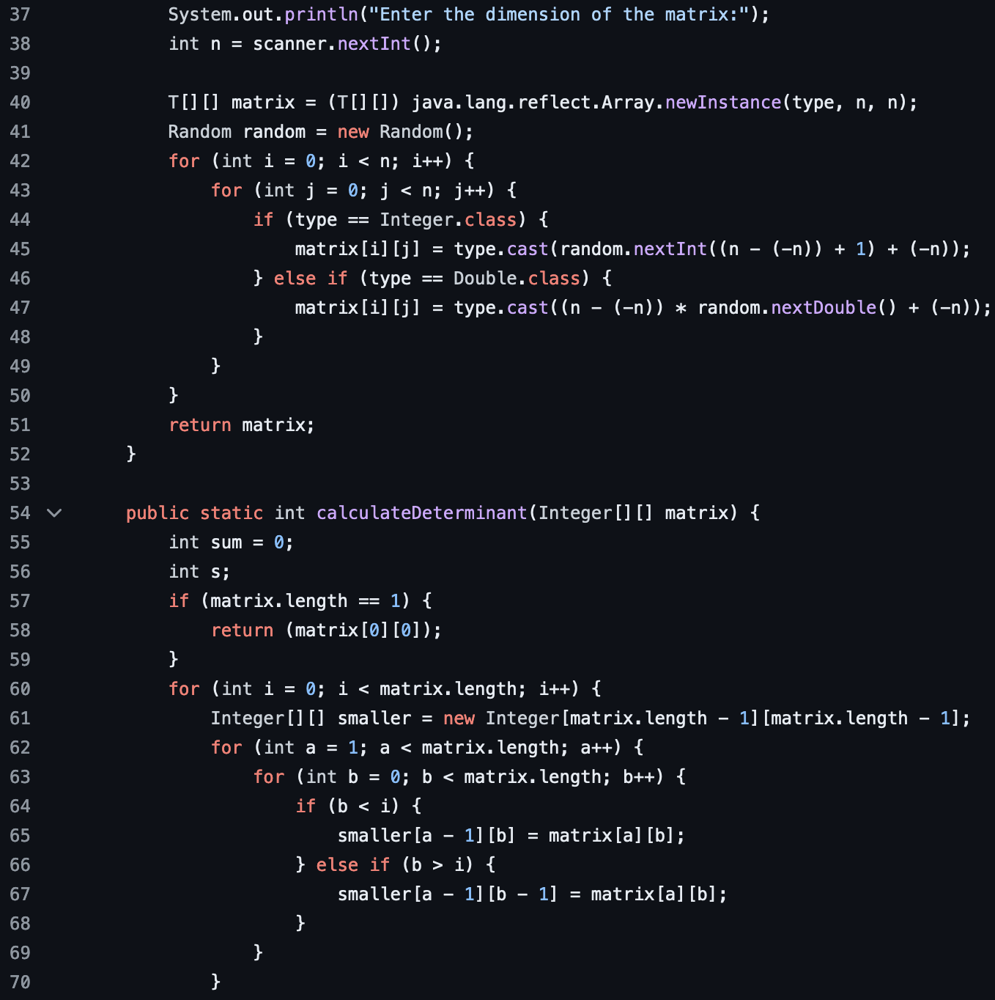 37 System.out.println("Enter the dimension of the matrix:");
38 int n = scanner.nextInt();
39
40 T[][] matrix = (T[][]) java.lang.reflect.Array.newInstance(type, n, n);
41 Random random = new Random();
42 for (int i = 0; i < n; i++) {
43 for (int j = 0; j < n; j++) {
44 if (type == Integer.class) {
45 matrix[i][j] = type.cast(random.nextInt((n - (-n)) + 1) + (-n));
46 } else if (type == Double.class) {
47 matrix[i][j] = type.cast((n - (-n)) * random.nextDouble() + (-n));
48 }
49 }
50 }
51 return matrix;
52 }
53
54 public static int calculateDeterminant(Integer[][] matrix) {
55 int sum = 0;
56 int s;
57 if (matrix.length == 1) {
58 return (matrix[0][0]);
59 }
60 for (int i = 0; i < matrix.length; i++) {
61 Integer[][] smaller = new Integer[matrix.length - 1][matrix.length - 1];
62 for (int a = 1; a < matrix.length; a++) {
63 for (int b = 0; b < matrix.length; b++) {
64 if (b < i) {
65 smaller[a - 1][b] = matrix[a][b];
66 } else if (b > i) {
67 smaller[a - 1][b - 1] = matrix[a][b];
68 }
69 }
70 }